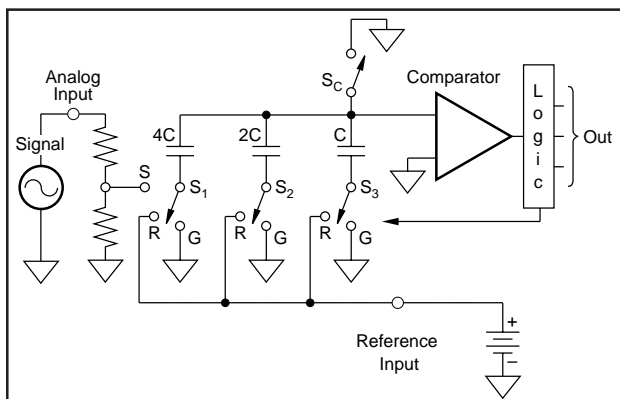 Analog
Input
Signal
S
4C
2C
C
SC
S1
S2
S3
R
G
R
R
G
Comparator
L
o
g
i
c
Out
Reference
Input
+
–